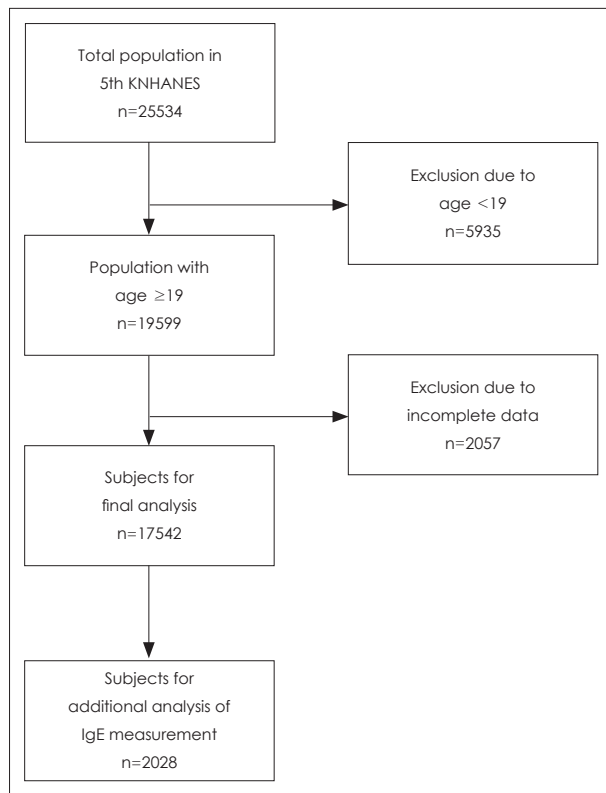 Total population in
5th KNHANES
n=25534
Exclusion due to
age <19
n=5935
Population with
age ≥19
n=19599
Exclusion due to
incomplete data
n=2057
Subjects for
final analysis
n=17542
Subjects for
additional analysis of
IgE measurement
n=2028